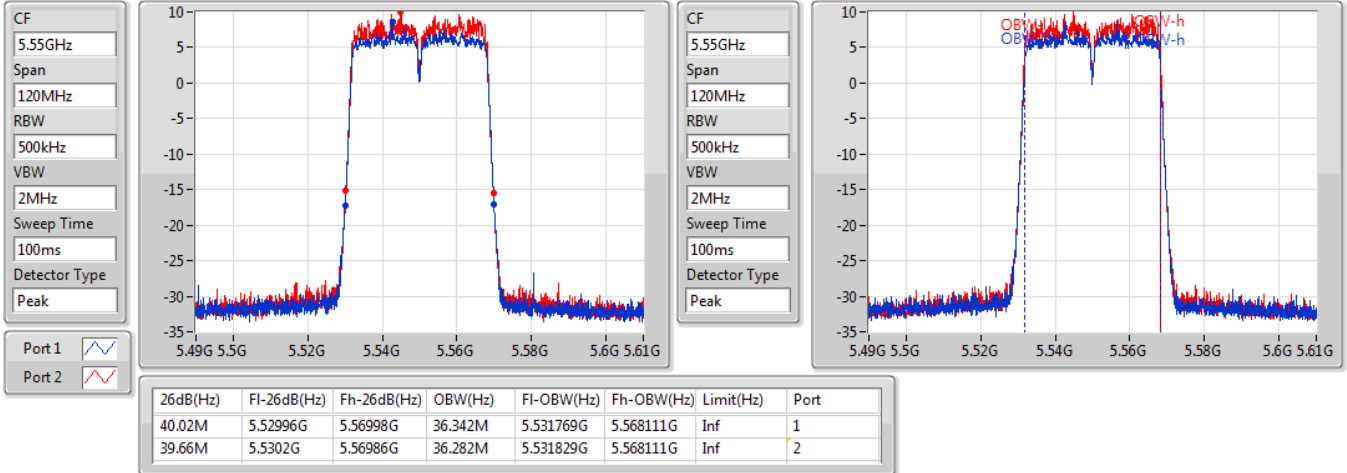 CF
5.55GHz
Span
120MHz
RBW
500kHz
VBW
2MHz
Sweep Time
100ms
Detector Type
Peak
Port 1
Port 2
10
5
0
-5
-10
-15
-20
-25
-30
-35
5.49G 5.5G 5.52G 5.54G 5.56G 5.58G 5.6G 5.61G
CF
5.55GHz
Span
120MHz
RBW
500kHz
VBW
2MHz
Sweep Time
100ms
Detector Type
Peak
10
5
0
-5
-10
-15
-20
-25
-30
-35
5.49G 5.5G 5.52G 5.54G 5.56G 5.58G 5.6G 5.61G
26dB(Hz) Fl-26dB(Hz) Fh-26dB(Hz) OBW(Hz) Fl-OBW(Hz) Fh-OBW(Hz) Limit(Hz) Port
40.02M 5.52996G 5.56998G 36.342M 5.531769G 5.568111G Inf 1
39.66M 5.5302G 5.56986G 36.282M 5.531829G 5.568111G Inf 2